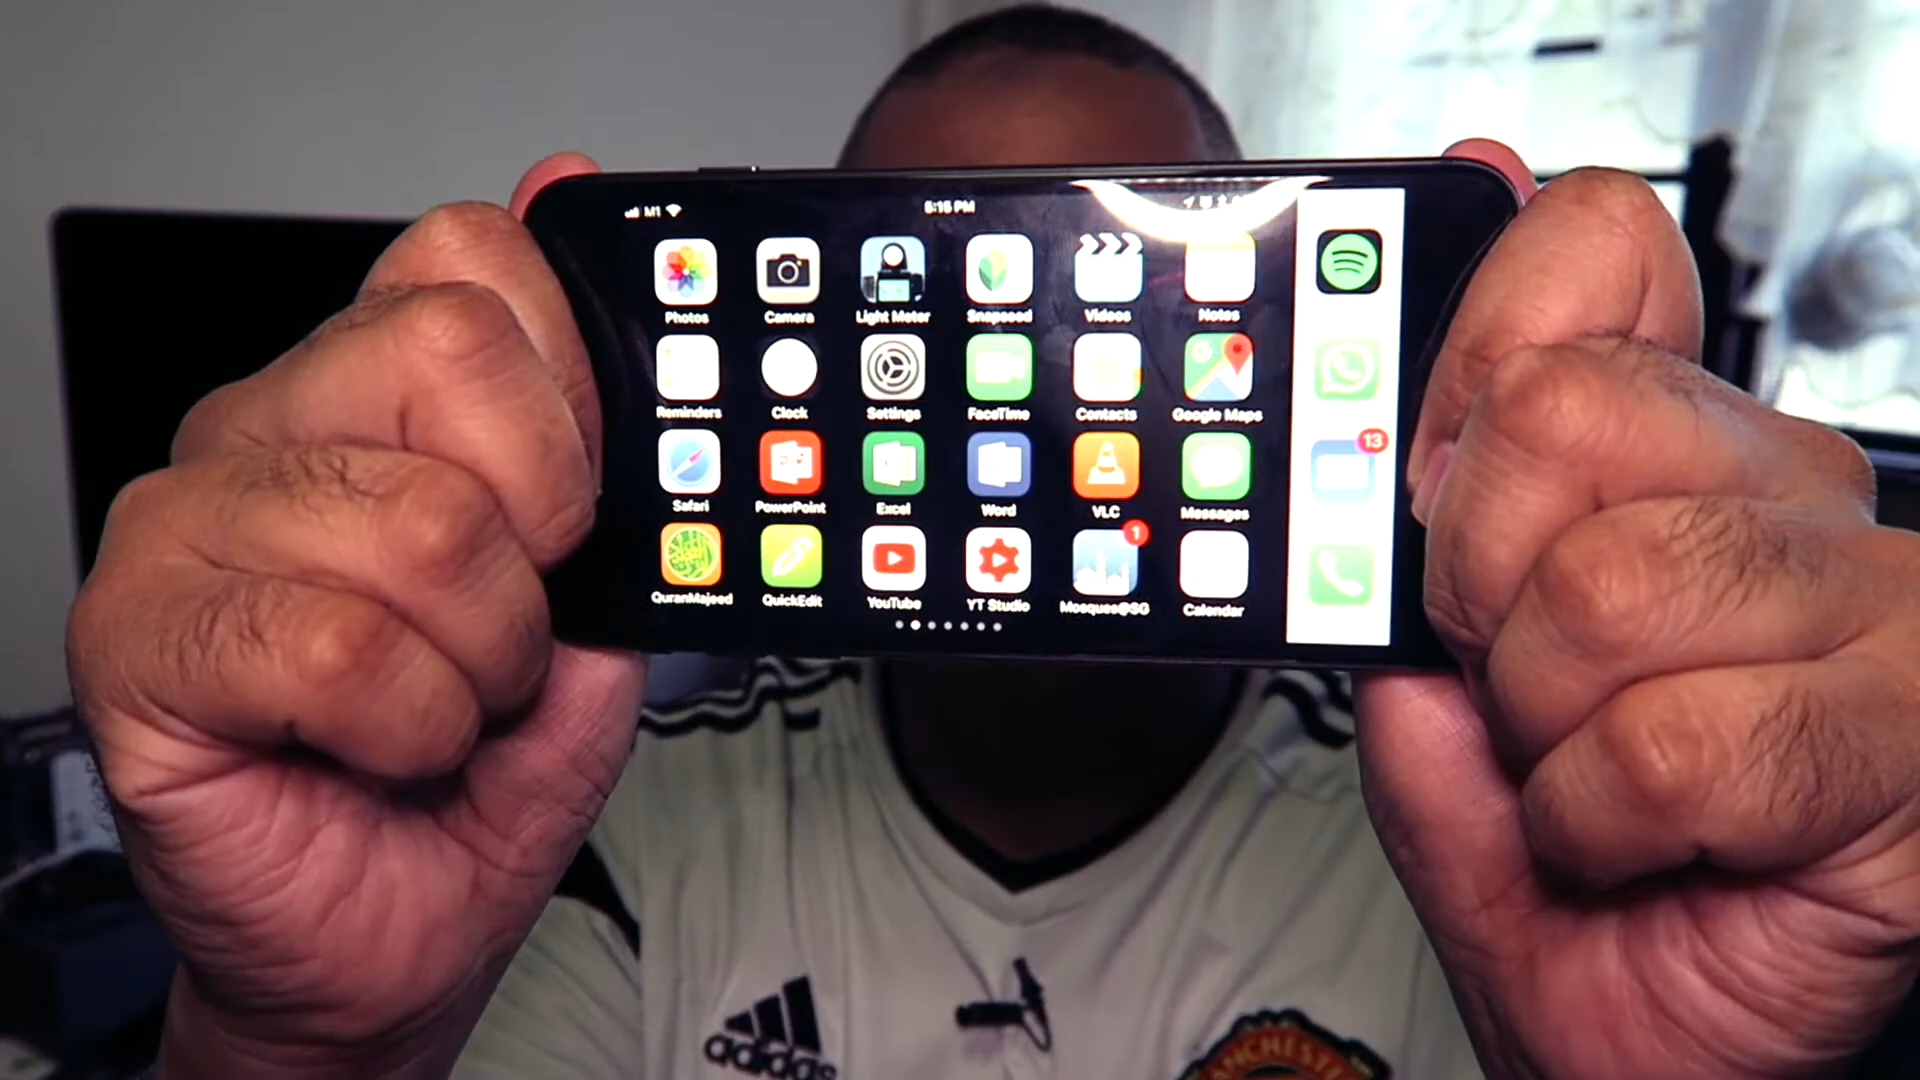 M1 5:15 PM
Photos Camera Light Meter Snapseed Videos Notes
Reminders Clock Settings FaceTime Contacts Google Maps
13
Safari PowerPoint Excel Word VLC Messages
1
QuranMajeed QuickEdit YouTube YT Studio Mosques@SG Calendar
adidas
MANCHESTER